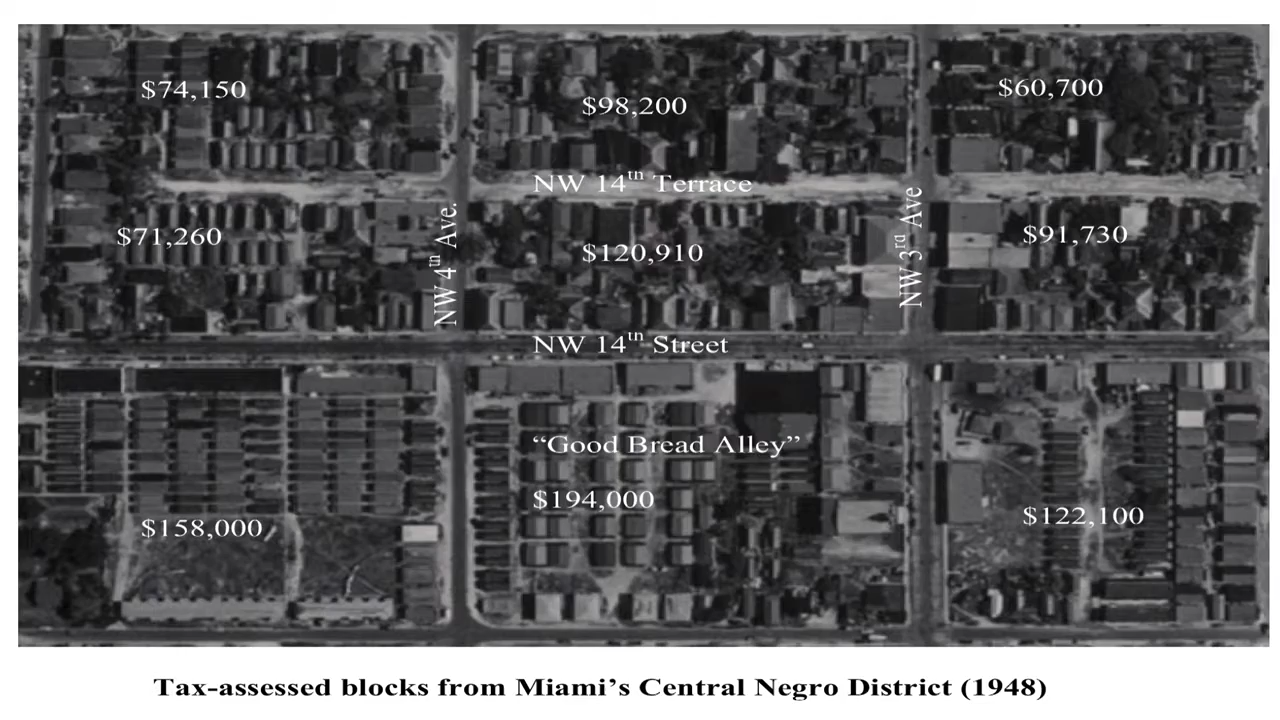 $74,150
$98,200
$60,700
NW 14th Terrace
$71,260
NW 4th Ave.
$120,910
NW 3rd Ave
$91,730
NW 14th Street
“Good Bread Alley”
$194,000
$158,000
$122,100
Tax-assessed blocks from Miami’s Central Negro District (1948)